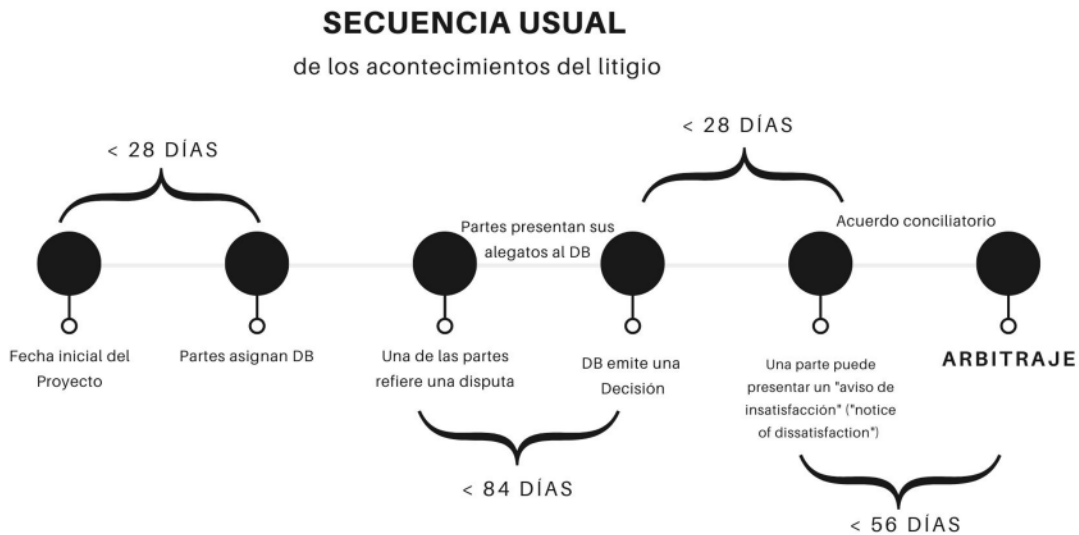 SECUENCIA USUAL
de los acontecimientos del litigio
< 28 DÍAS
< 28 DÍAS
Partes presentan sus
alegatos al DB
Acuerdo conciliatorio
Fecha inicial del
Proyecto
Partes asignan DB
Una de las partes
refiere una disputa
DB emite una
Decisión
Una parte puede
presentar un "aviso de
insatisfacción" ("notice
of dissatisfaction")
ARBITRAJE
< 84 DÍAS
< 56 DÍAS